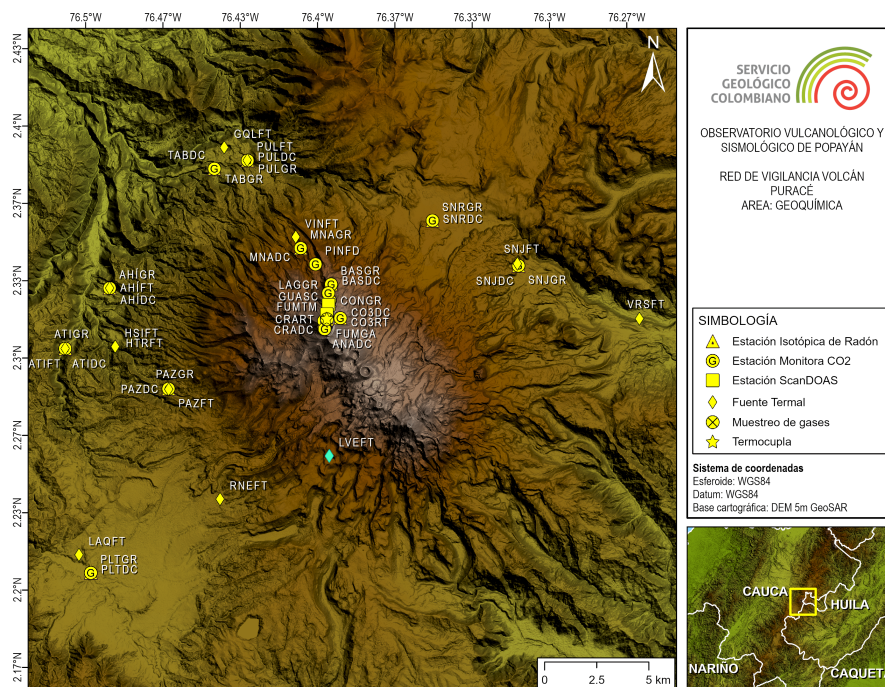 76.5°W
76.47°W
76.43°W
76.4°W
76.37°W
76.33°W
76.3°W
76.27°W
2.43°N
2.4°N
2.37°N
2.33°N
2.3°N
2.27°N
2.23°N
2.2°N
2.17°N
N
GQLFT
PULFT
TABDC
PULDC
PULGR
TABGR
SNRGR
SNRDC
VINFT
MNAGR
MNADC
PINFD
SNJFT
SNJDC
SNJGR
BASGR
BASDC
LAGGR
GUASC
CONGR
FUMTM
CO3DC
CRART
CO3RT
CRADC
FUMGA
ANADC
VRSFT
AHÍGR
AHÍFT
AHÍDC
ATIGR
HSIFT
HTRFT
ATIFT
ATIDC
PAZGR
PAZDC
PAZFT
LVEFT
RNEFT
LAQFT
PLTGR
PLTDC
0
2.5
5 km
SERVICIO
GEOLÓGICO
COLOMBIANO
OBSERVATORIO VULCANOLÓGICO Y
SISMOLÓGICO DE POPAYÁN
RED DE VIGILANCIA VOLCÁN
PURACÉ
AREA: GEOQUÍMICA
SIMBOLOGÍA
Estación Isotópica de Radón
G Estación Monitora CO2
Estación ScanDOAS
Fuente Termal
Muestreo de gases
Termocupla
Sistema de coordenadas
Esferoide: WGS84
Datum: WGS84
Base cartográfica: DEM 5m GeoSAR
CAUCA
HUILA
NARIÑO
CAQUET